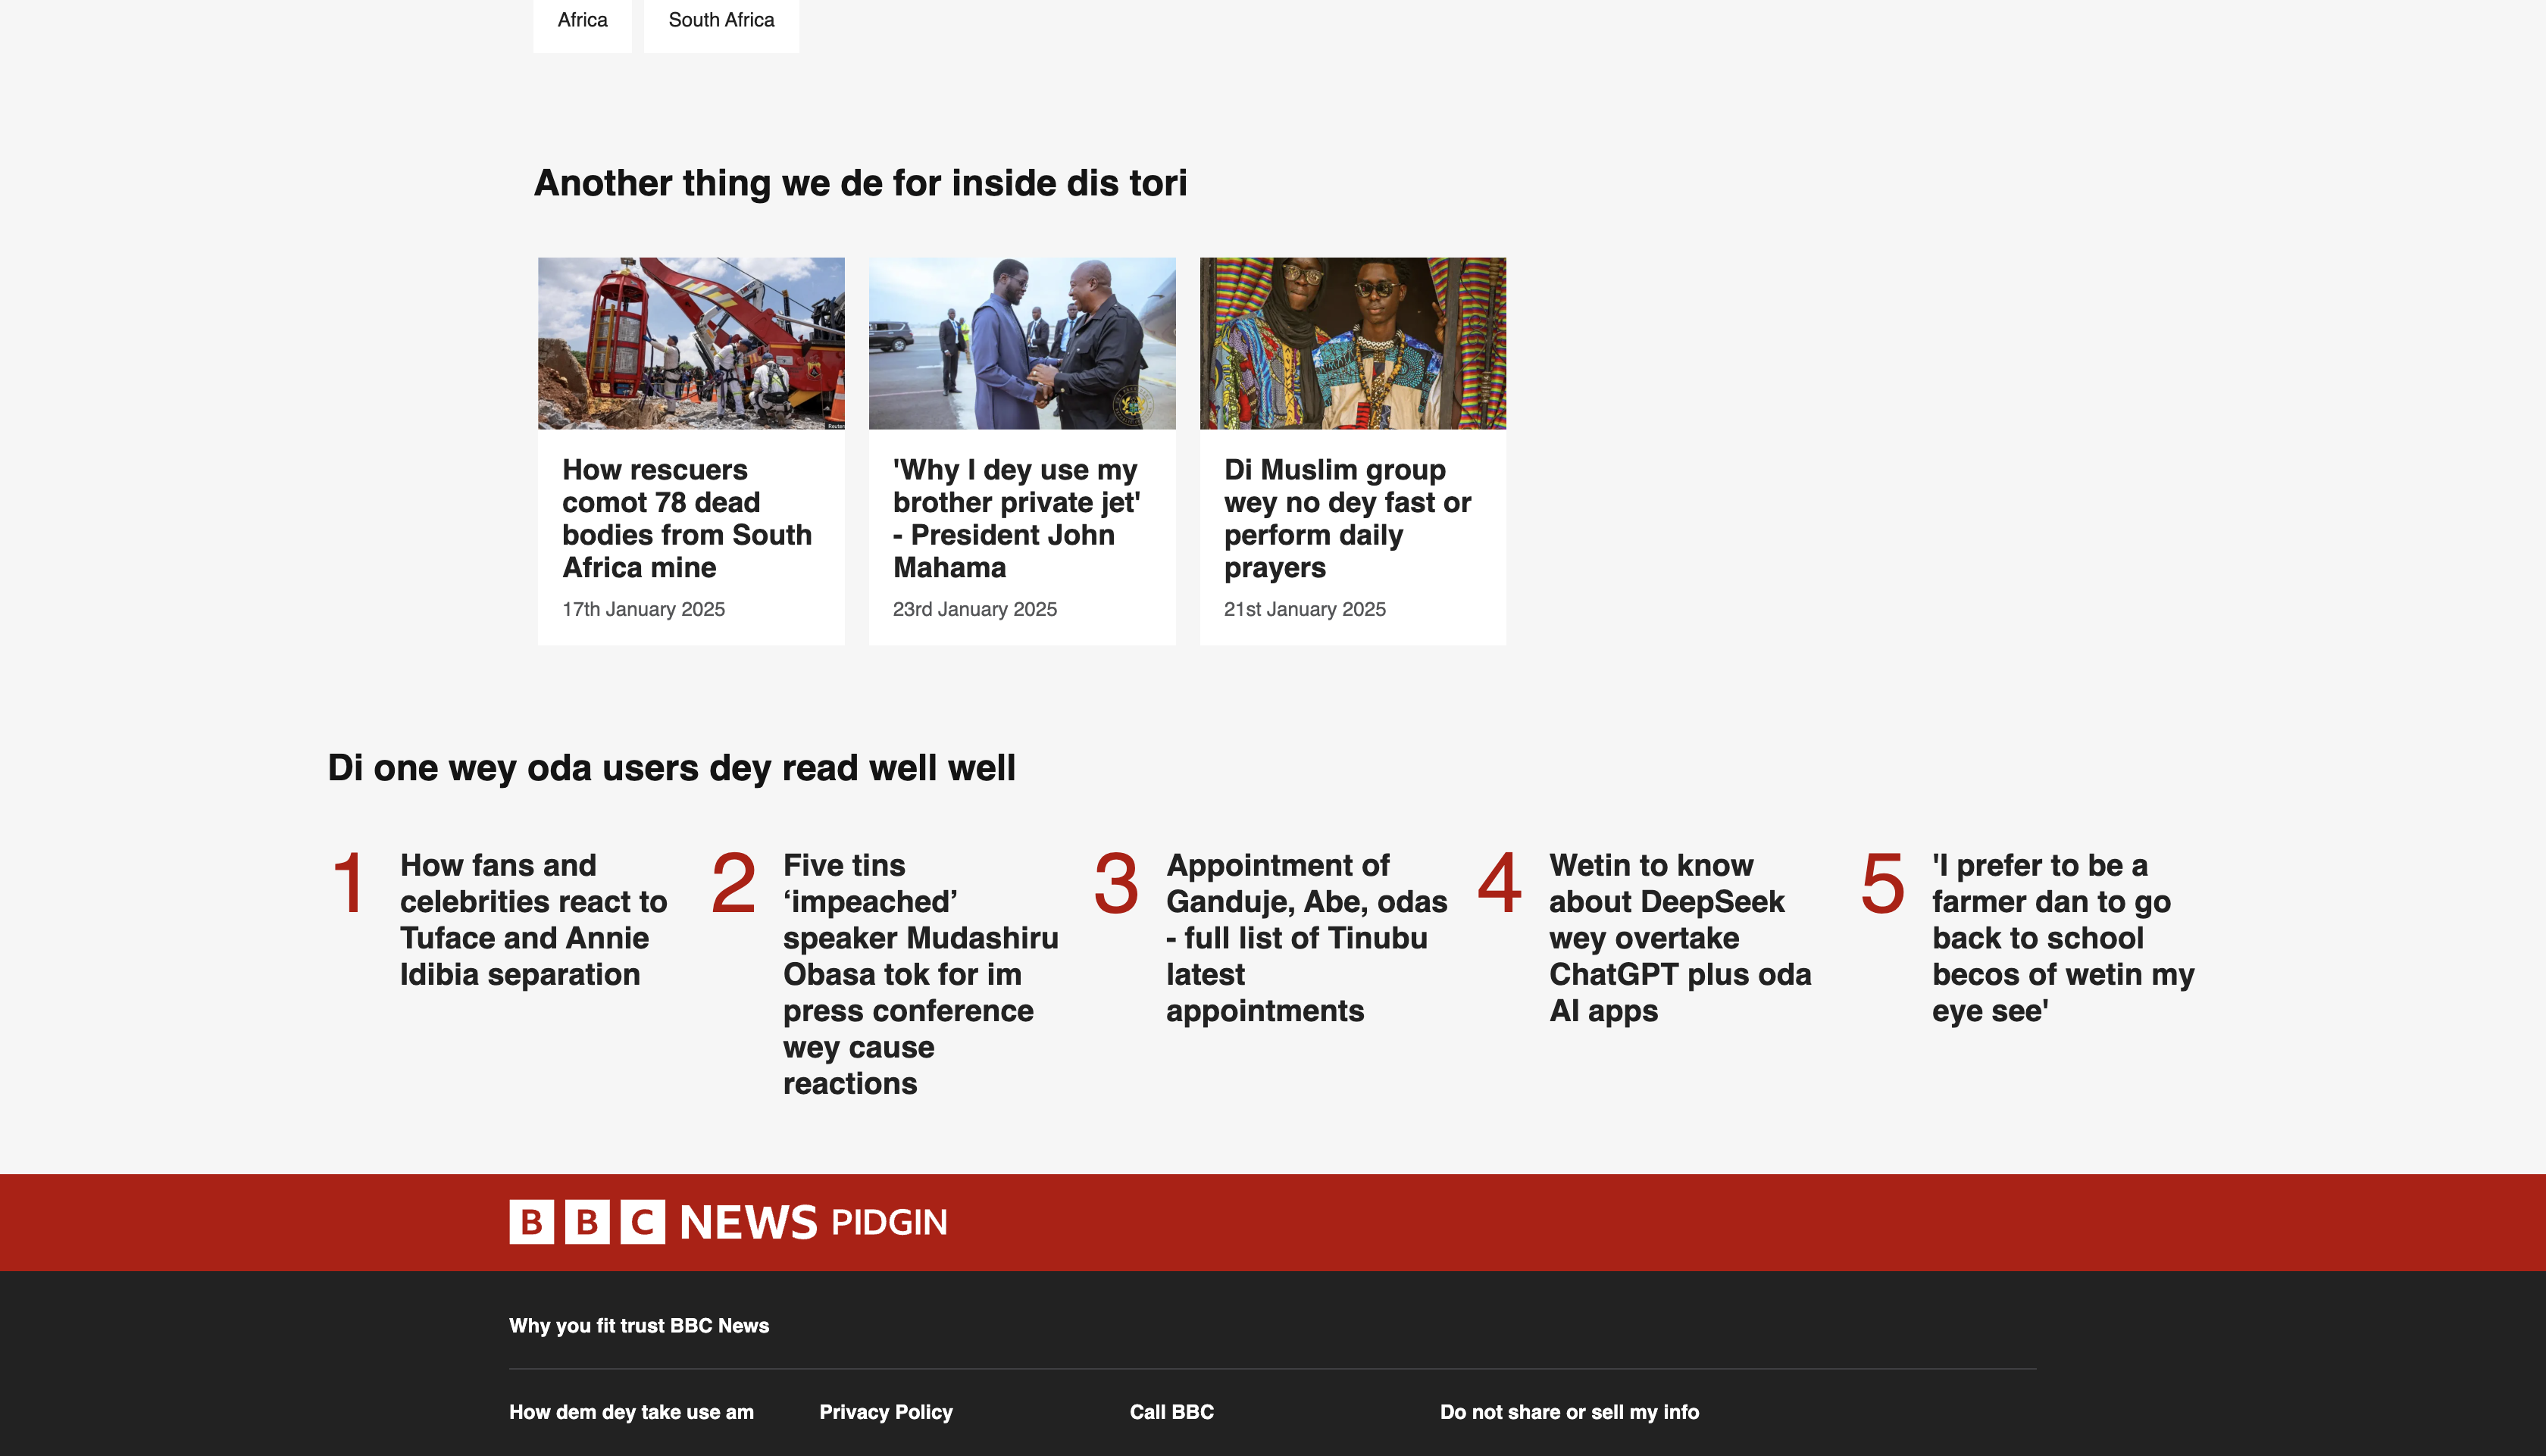 Africa
South Africa
Another thing we de for inside dis tori
Reuters
How rescuers
comot 78 dead
bodies from South
Africa mine
17th January 2025
'Why I dey use my
brother private jet'
- President John
Mahama
23rd January 2025
Di Muslim group
wey no dey fast or
perform daily
prayers
21st January 2025
Di one wey oda users dey read well well
1
How fans and
celebrities react to
Tuface and Annie
Idibia separation
2
Five tins
‘impeached’
speaker Mudashiru
Obasa tok for im
press conference
wey cause
reactions
3
Appointment of
Ganduje, Abe, odas
- full list of Tinubu
latest
appointments
4
Wetin to know
about DeepSeek
wey overtake
ChatGPT plus oda
AI apps
5
'I prefer to be a
farmer dan to go
back to school
becos of wetin my
eye see'
BBC NEWS PIDGIN
Why you fit trust BBC News
How dem dey take use am
Privacy Policy
Call BBC
Do not share or sell my info